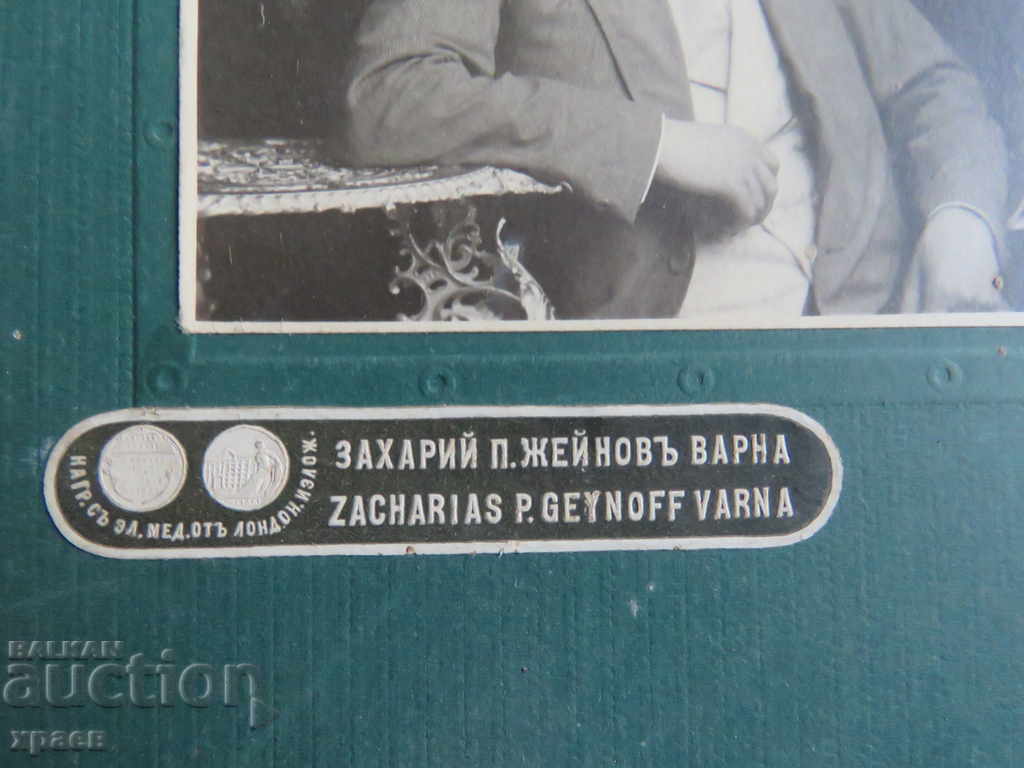 ЗАХАРИЙ П. ЖЕЙНОВЪ ВАРНА
ZACHARIAS P. GEYNOFF VARNA
НАГР. СЪ ЗЛ. МЕД. ОТЪ ЛОНДОН. ИЗЛОЖ.
BALKAN
auction
храев